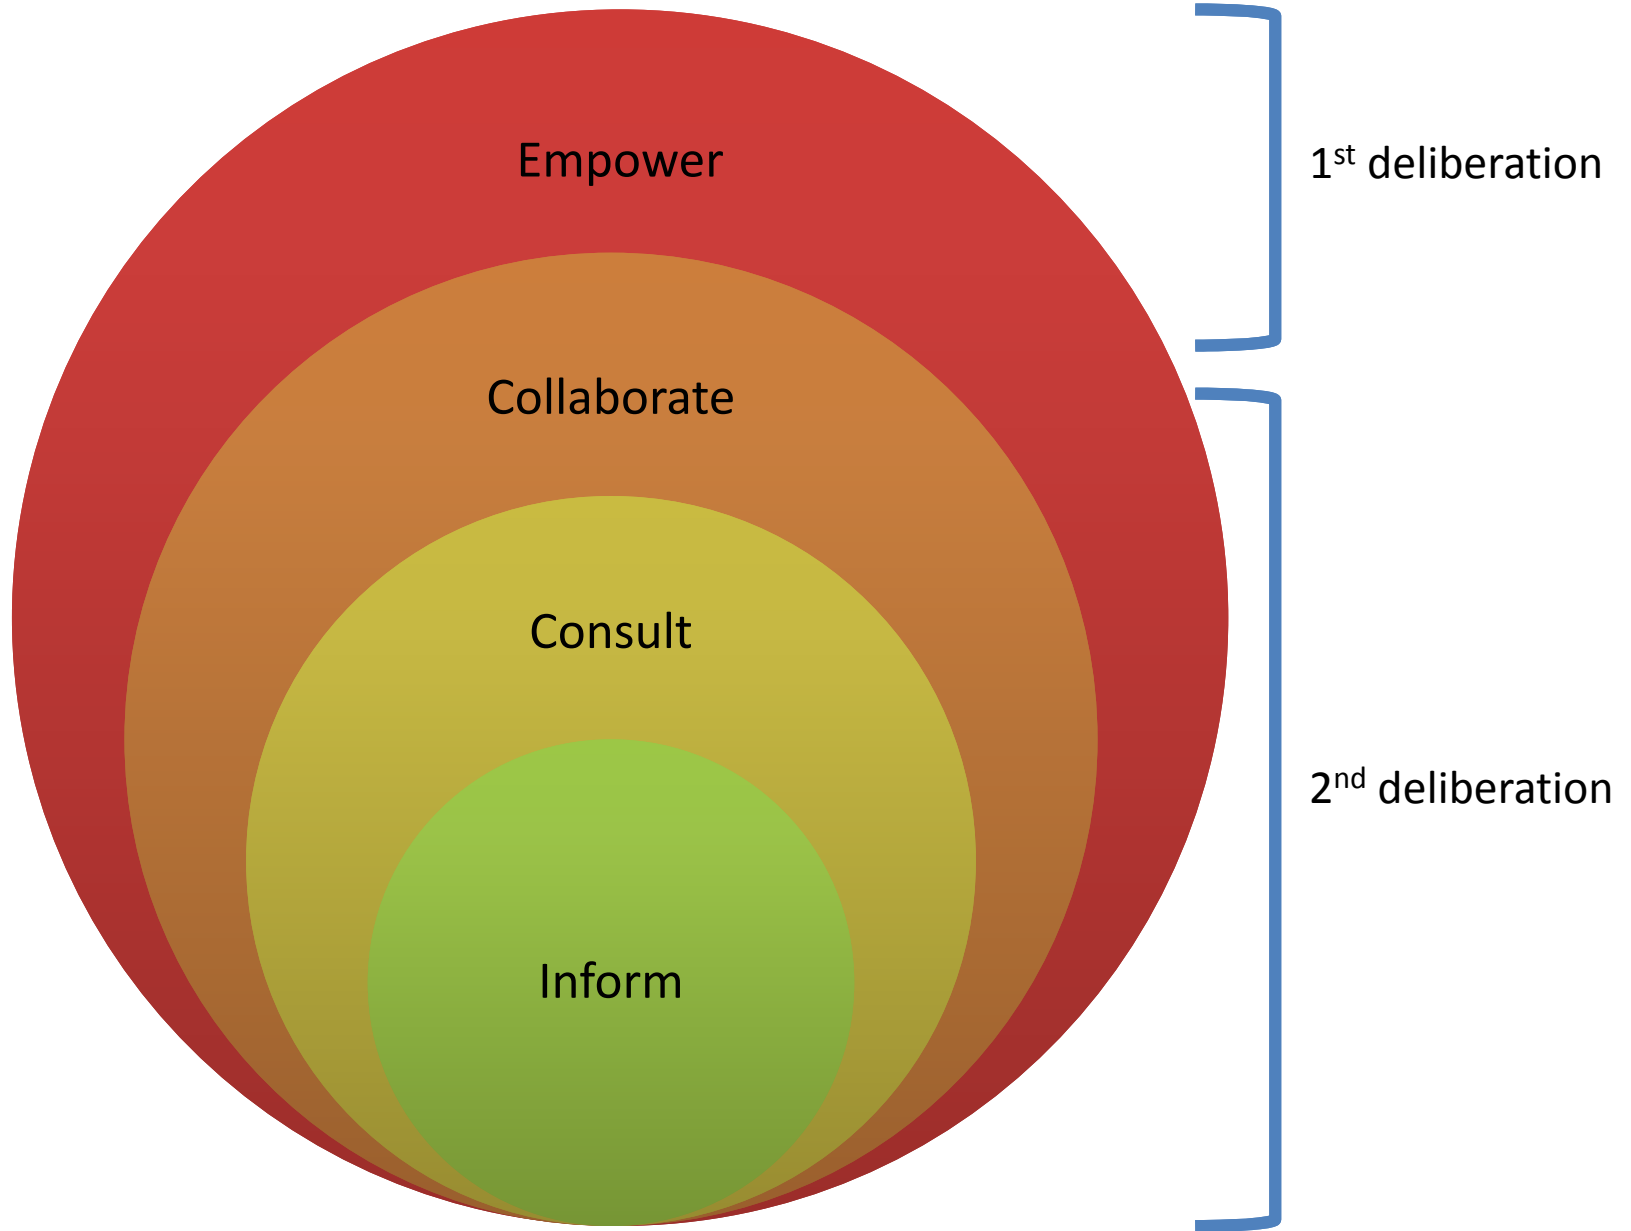 Empower
1st deliberation
Collaborate
Consult
2nd deliberation
Inform